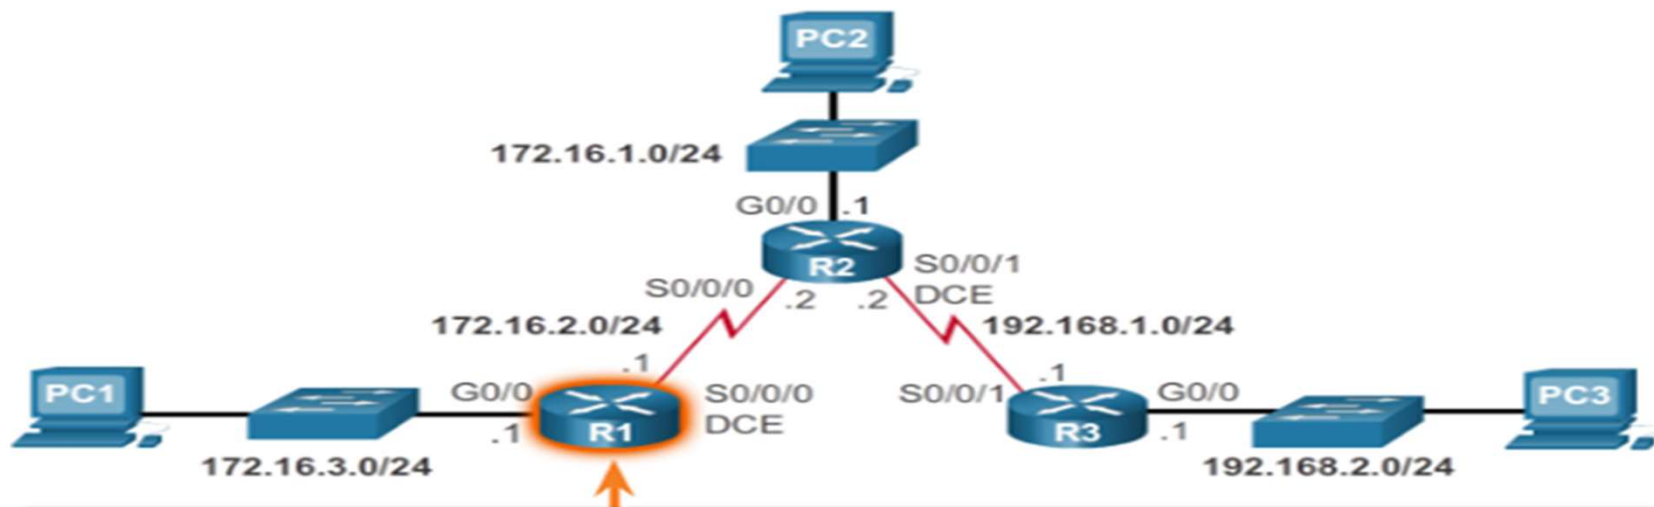 PC2
172.16.1.0/24
G0/0 .1
R2
S0/0/1
DCE
S0/0/0
.2 .2
172.16.2.0/24
192.168.1.0/24
.1
.1
PC1
G0/0
.1
R1
S0/0/0
DCE
S0/0/1
R3
G0/0
.1
PC3
172.16.3.0/24
192.168.2.0/24